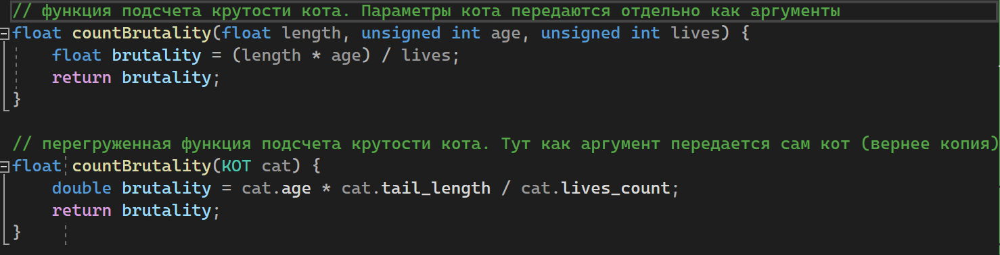 // функция подсчета крутости кота. Параметры кота передаются отдельно как аргументы
float countBrutality(float length, unsigned int age, unsigned int lives) {
    float brutality = (length * age) / lives;
    return brutality;
}
// перегруженная функция подсчета крутости кота. Тут как аргумент передается сам кот (вернее копия)
float countBrutality(КОТ cat) {
    double brutality = cat.age * cat.tail_length / cat.lives_count;
    return brutality;
}